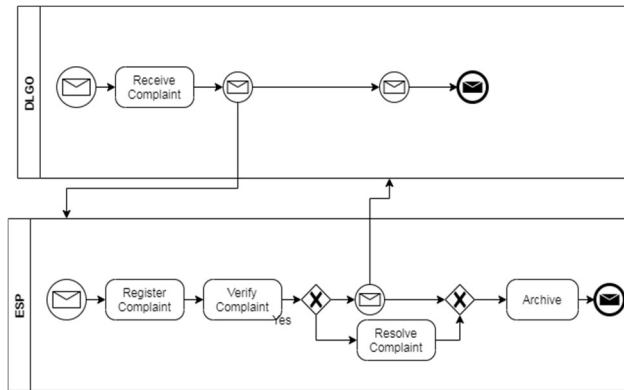 DLGO
Receive
Complaint
ESP
Register
Complaint
Verify
Complaint
Yes
Resolve
Complaint
Archive